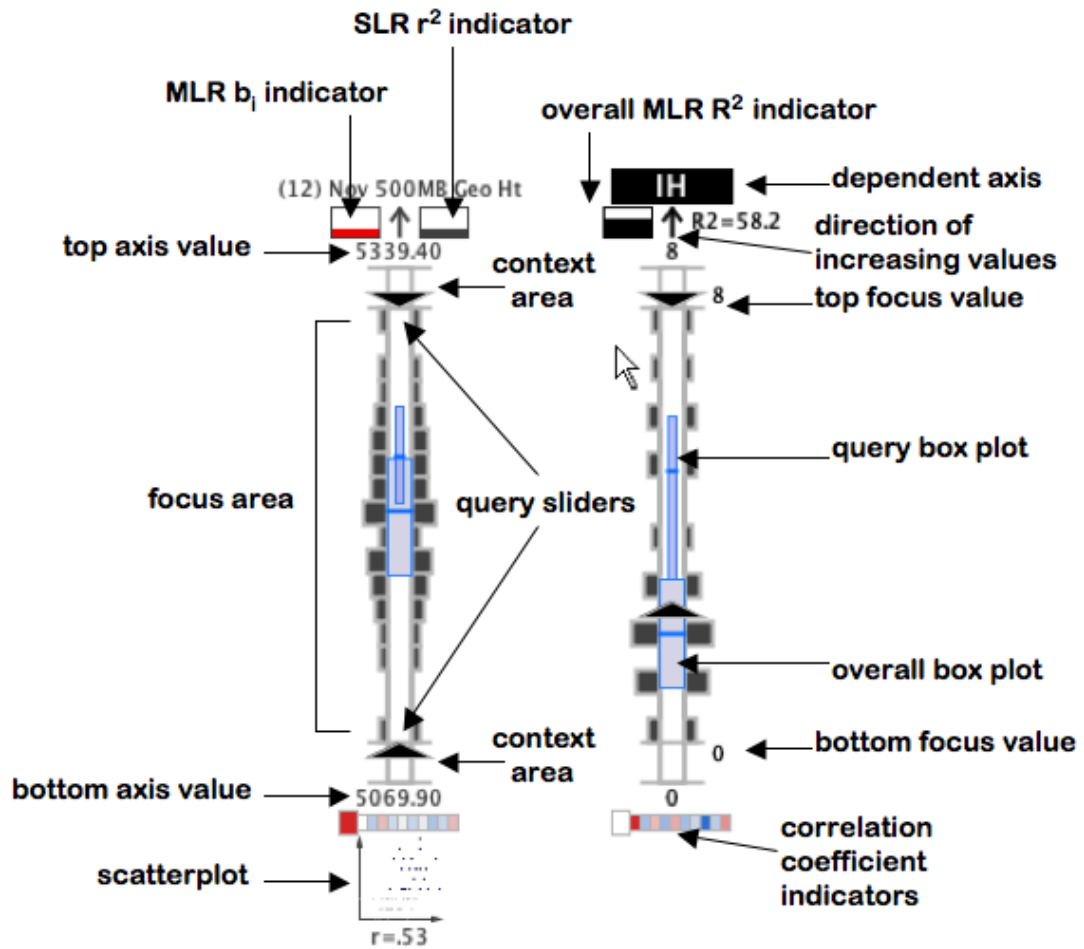 SLR r² indicator
MLR bᵢ indicator
overall MLR R² indicator
(12) Nov 500MB Geo Ht
IH
dependent axis
R2=58.2
direction of
increasing values
top axis value
5339.40
8
context
area
8
top focus value
focus area
query sliders
query box plot
overall box plot
context
area
0
bottom focus value
bottom axis value
5069.90
0
correlation
coefficient
indicators
scatterplot
r=.53